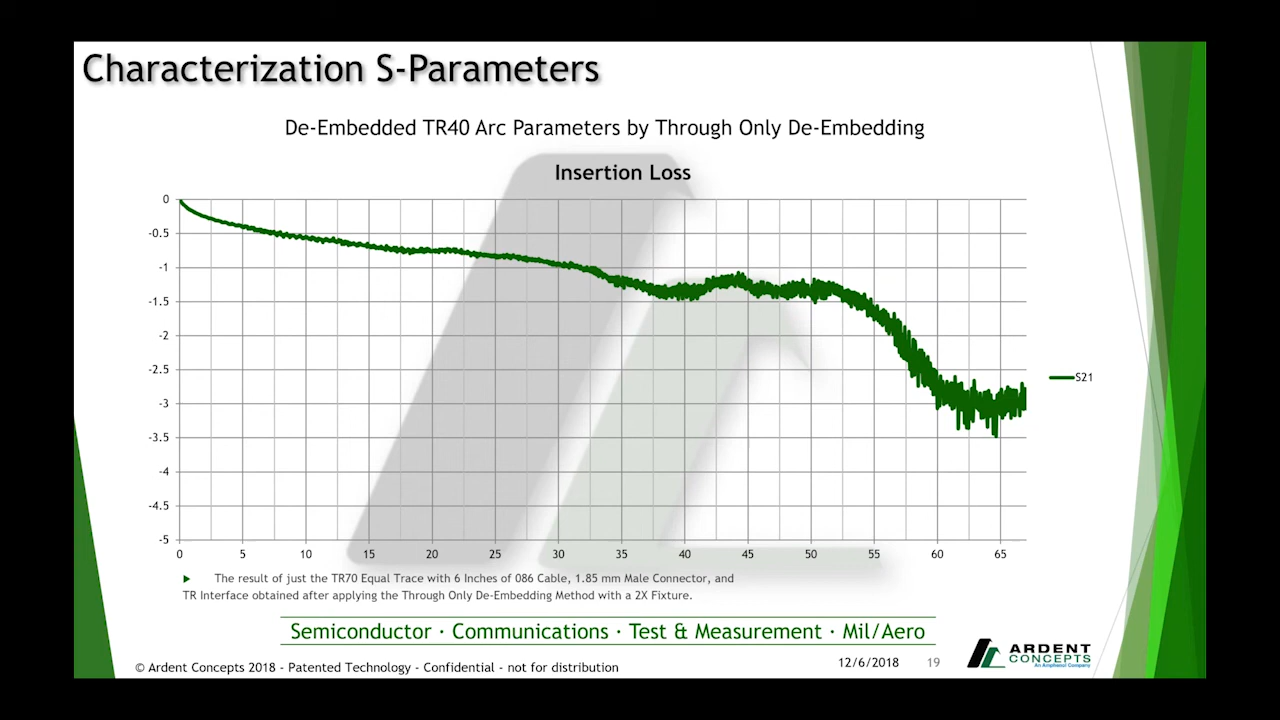 Characterization S-Parameters
De-Embedded TR40 Arc Parameters by Through Only De-Embedding
Insertion Loss
0
-0.5
-1
-1.5
-2
-2.5
-3
-3.5
-4
-4.5
-5
0 5 10 15 20 25 30 35 40 45 50 55 60 65
S21
The result of just the TR70 Equal Trace with 6 Inches of 086 Cable, 1.85 mm Male Connector, and
TR Interface obtained after applying the Through Only De-Embedding Method with a 2X Fixture.
Semiconductor · Communications · Test & Measurement · Mil/Aero
© Ardent Concepts 2018 - Patented Technology - Confidential - not for distribution
12/6/2018 19
ARDENT
CONCEPTS
An Amphenol Company